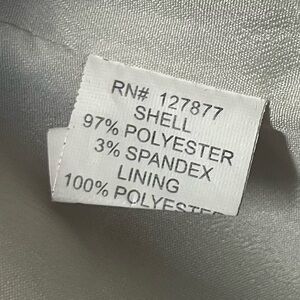 RN# 127877
SHELL
97% POLYESTER
3% SPANDEX
LINING
100% POLYESTER